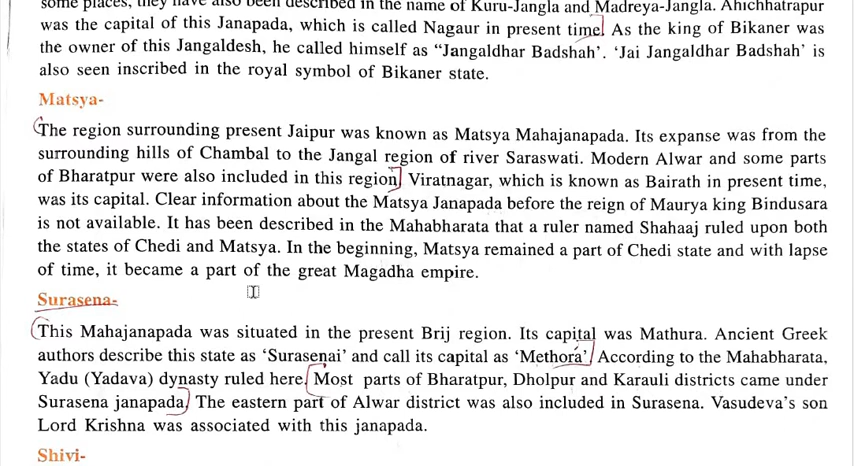 some places, they have also been described in the name of Kuru-Jangla and Madreya-Jangla. Ahichhatrapur
was the capital of this Janapada, which is called Nagaur in present time. As the king of Bikaner was
the owner of this Jangaldesh, he called himself as “Jangaldhar Badshah’. ‘Jai Jangaldhar Badshah’ is
also seen inscribed in the royal symbol of Bikaner state.
Matsya-
The region surrounding present Jaipur was known as Matsya Mahajanapada. Its expanse was from the
surrounding hills of Chambal to the Jangal region of river Saraswati. Modern Alwar and some parts
of Bharatpur were also included in this region. Viratnagar, which is known as Bairath in present time,
was its capital. Clear information about the Matsya Janapada before the reign of Maurya king Bindusara
is not available. It has been described in the Mahabharata that a ruler named Shahaaj ruled upon both
the states of Chedi and Matsya. In the beginning, Matsya remained a part of Chedi state and with lapse
of time, it became a part of the great Magadha empire.
Surasena-
This Mahajanapada was situated in the present Brij region. Its capital was Mathura. Ancient Greek
authors describe this state as ‘Surasenai’ and call its capital as ‘Methora’. According to the Mahabharata,
Yadu (Yadava) dynasty ruled here. Most parts of Bharatpur, Dholpur and Karauli districts came under
Surasena janapada. The eastern part of Alwar district was also included in Surasena. Vasudeva’s son
Lord Krishna was associated with this janapada.
Shivi-